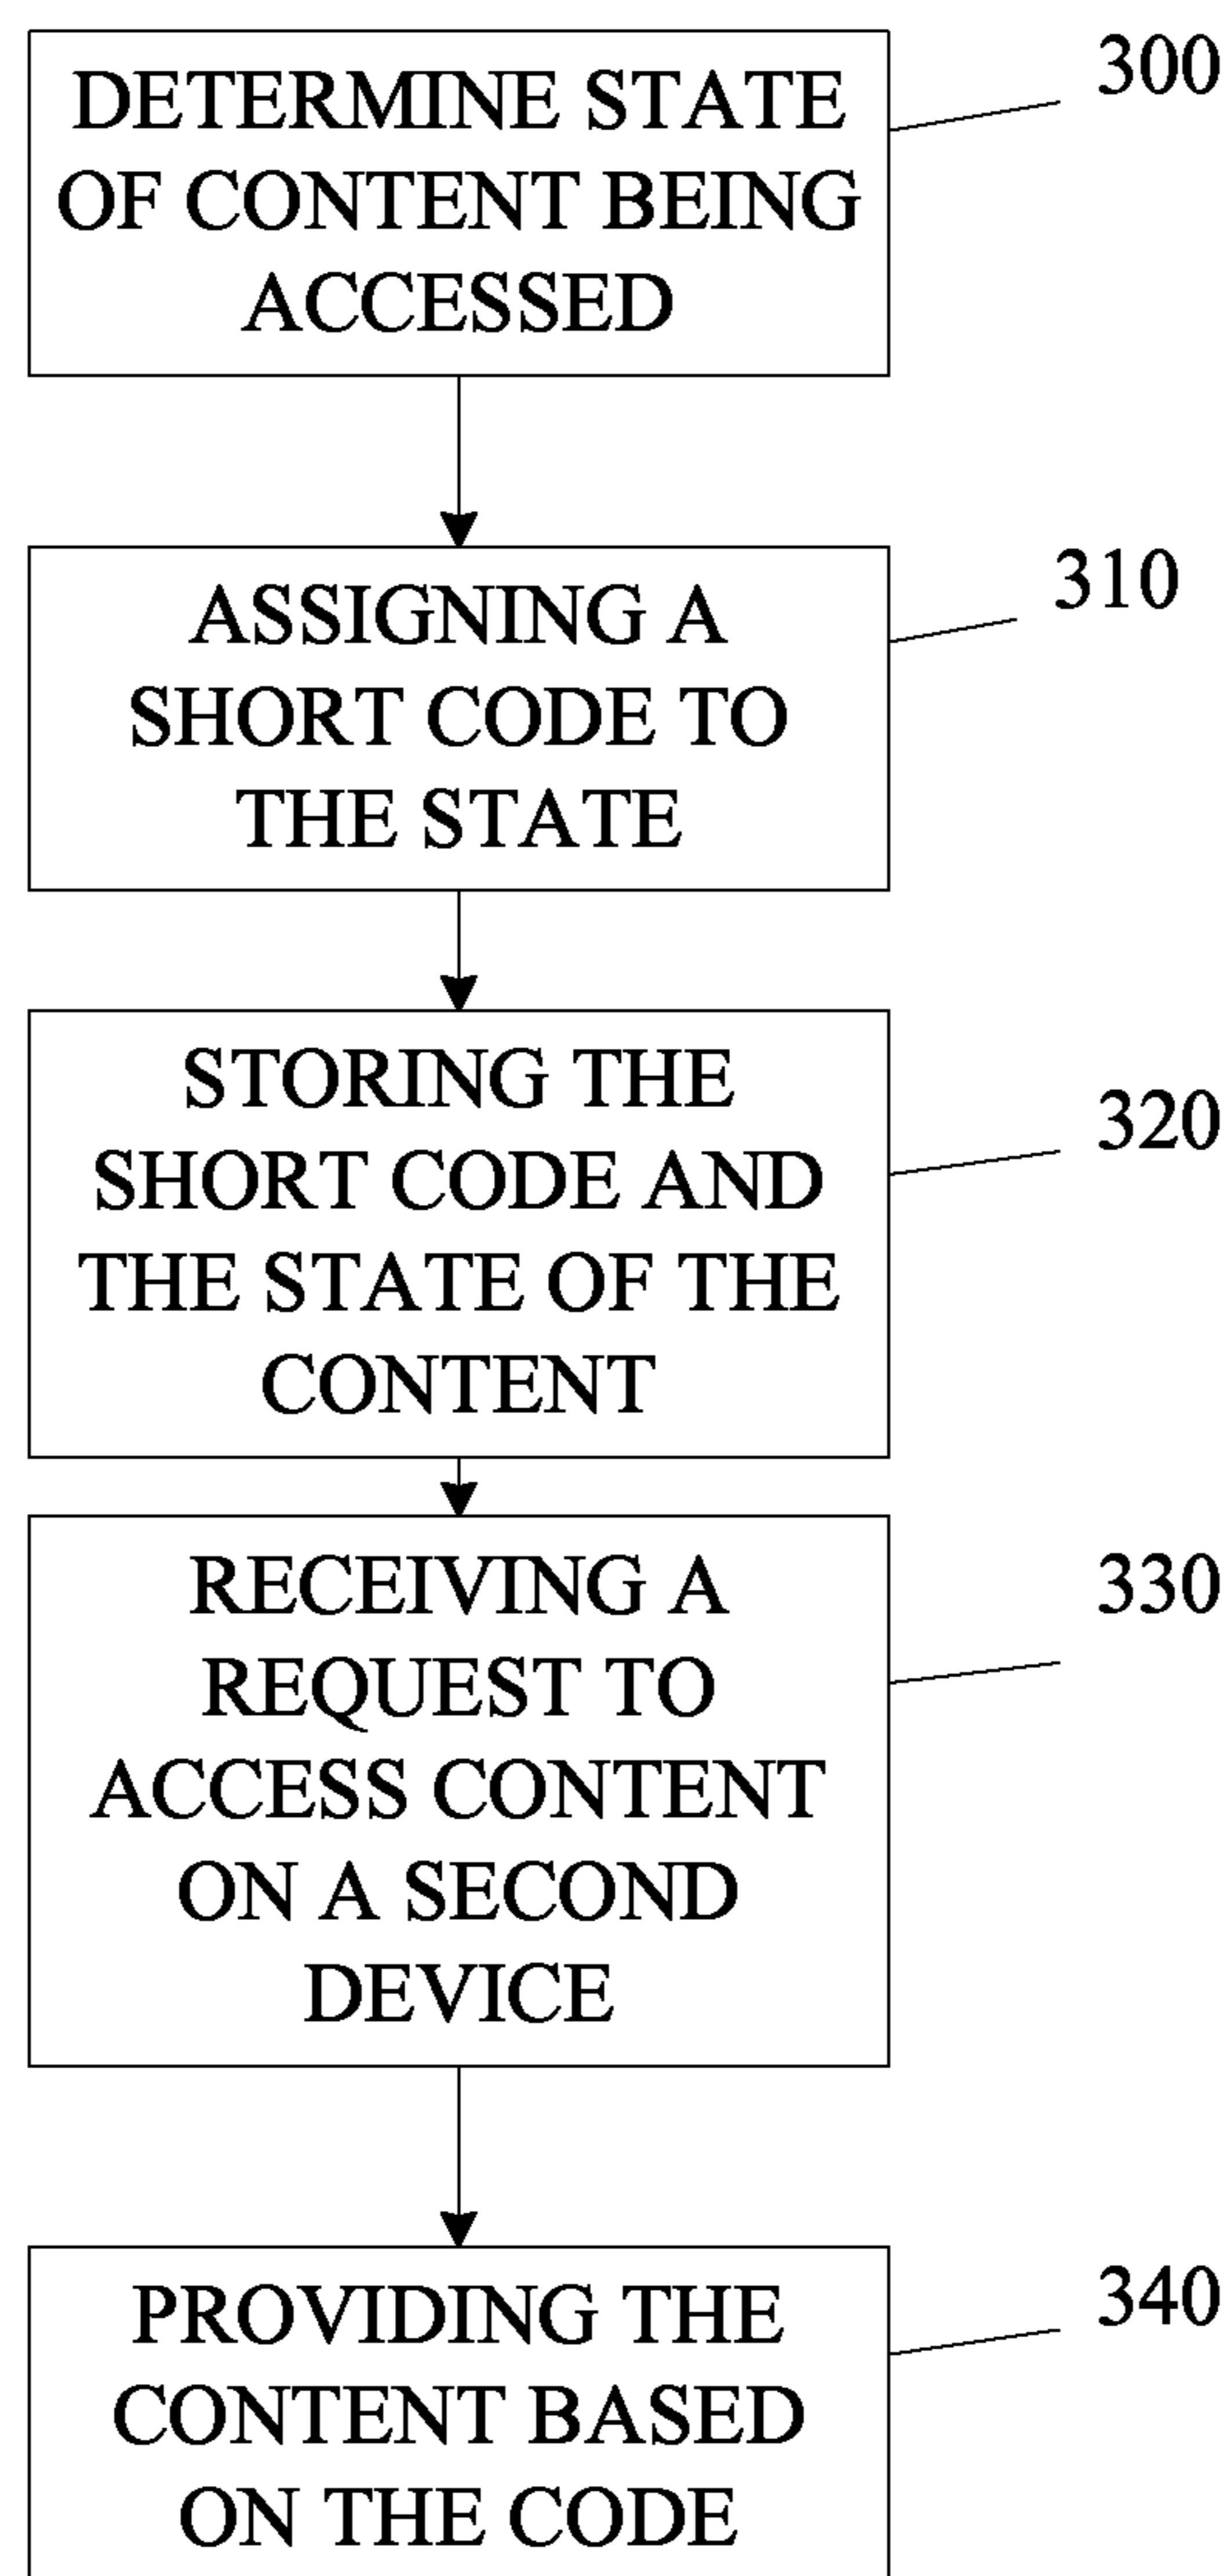 DETERMINE STATE
OF CONTENT BEING
ACCESSED
300
ASSIGNING A
SHORT CODE TO
THE STATE
310
STORING THE
SHORT CODE AND
THE STATE OF THE
CONTENT
320
RECEIVING A
REQUEST TO
ACCESS CONTENT
ON A SECOND
DEVICE
330
PROVIDING THE
CONTENT BASED
ON THE CODE
340